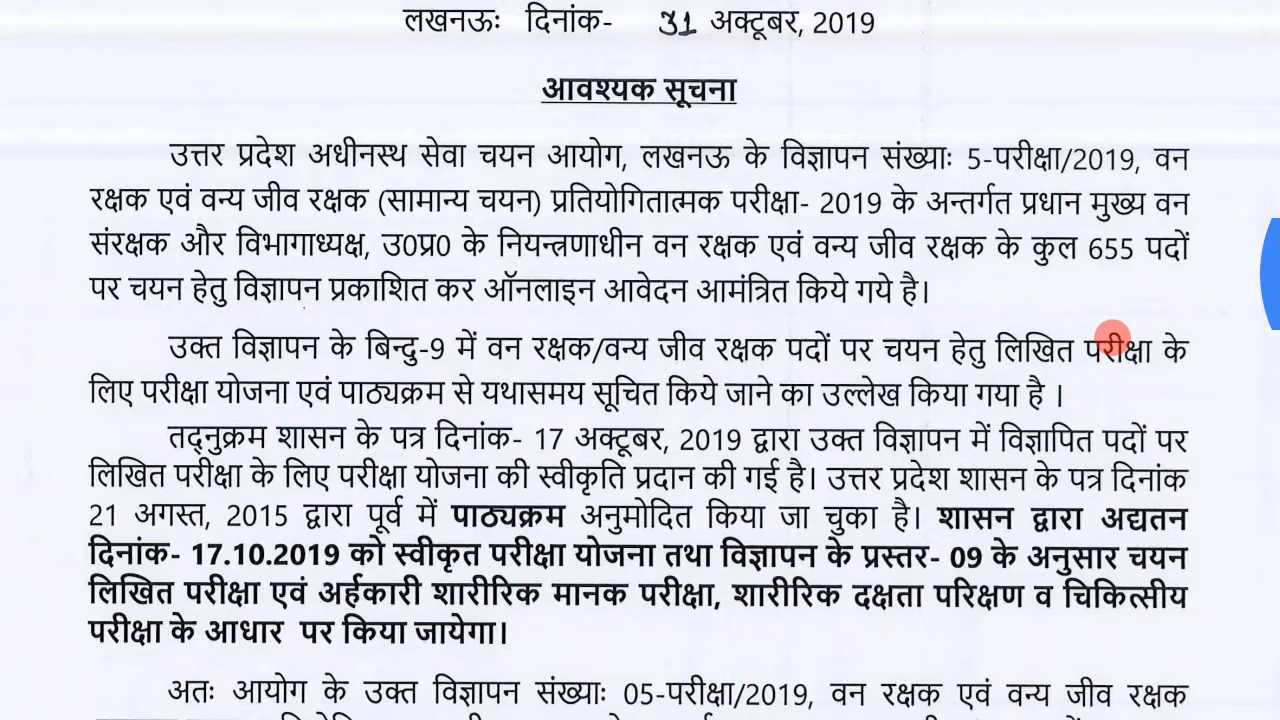 लखनऊः दिनांक- 31 अक्टूबर, 2019
आवश्यक सूचना
उत्तर प्रदेश अधीनस्थ सेवा चयन आयोग, लखनऊ के विज्ञापन संख्याः 5-परीक्षा/2019, वन
रक्षक एवं वन्य जीव रक्षक (सामान्य चयन) प्रतियोगितात्मक परीक्षा- 2019 के अन्तर्गत प्रधान मुख्य वन
संरक्षक और विभागाध्यक्ष, उ0प्र0 के नियन्त्रणाधीन वन रक्षक एवं वन्य जीव रक्षक के कुल 655 पदों
पर चयन हेतु विज्ञापन प्रकाशित कर ऑनलाइन आवेदन आमंत्रित किये गये है।
उक्त विज्ञापन के बिन्दु-9 में वन रक्षक/वन्य जीव रक्षक पदों पर चयन हेतु लिखित परीक्षा के
लिए परीक्षा योजना एवं पाठ्यक्रम से यथासमय सूचित किये जाने का उल्लेख किया गया है ।
तद्नुक्रम शासन के पत्र दिनांक- 17 अक्टूबर, 2019 द्वारा उक्त विज्ञापन में विज्ञापित पदों पर
लिखित परीक्षा के लिए परीक्षा योजना की स्वीकृति प्रदान की गई है। उत्तर प्रदेश शासन के पत्र दिनांक
21 अगस्त, 2015 द्वारा पूर्व में पाठ्यक्रम अनुमोदित किया जा चुका है। शासन द्वारा अद्यतन
दिनांक- 17.10.2019 को स्वीकृत परीक्षा योजना तथा विज्ञापन के प्रस्तर- 09 के अनुसार चयन
लिखित परीक्षा एवं अर्हकारी शारीरिक मानक परीक्षा, शारीरिक दक्षता परिक्षण व चिकित्सीय
परीक्षा के आधार पर किया जायेगा।
अतः आयोग के उक्त विज्ञापन संख्याः 05-परीक्षा/2019, वन रक्षक एवं वन्य जीव रक्षक